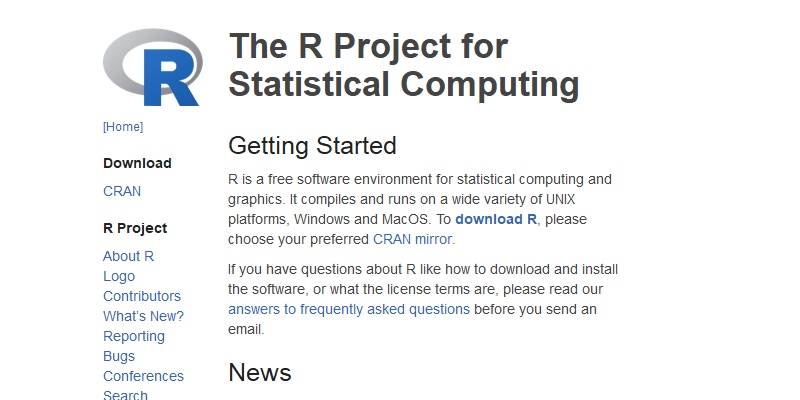 R
The R Project for
Statistical Computing
[Home]
Download
CRAN
R Project
About R
Logo
Contributors
What's New?
Reporting
Bugs
Conferences
Search
Getting Started
R is a free software environment for statistical computing and
graphics. It compiles and runs on a wide variety of UNIX
platforms, Windows and MacOS. To download R, please
choose your preferred CRAN mirror.
If you have questions about R like how to download and install
the software, or what the license terms are, please read our
answers to frequently asked questions before you send an
email.
News